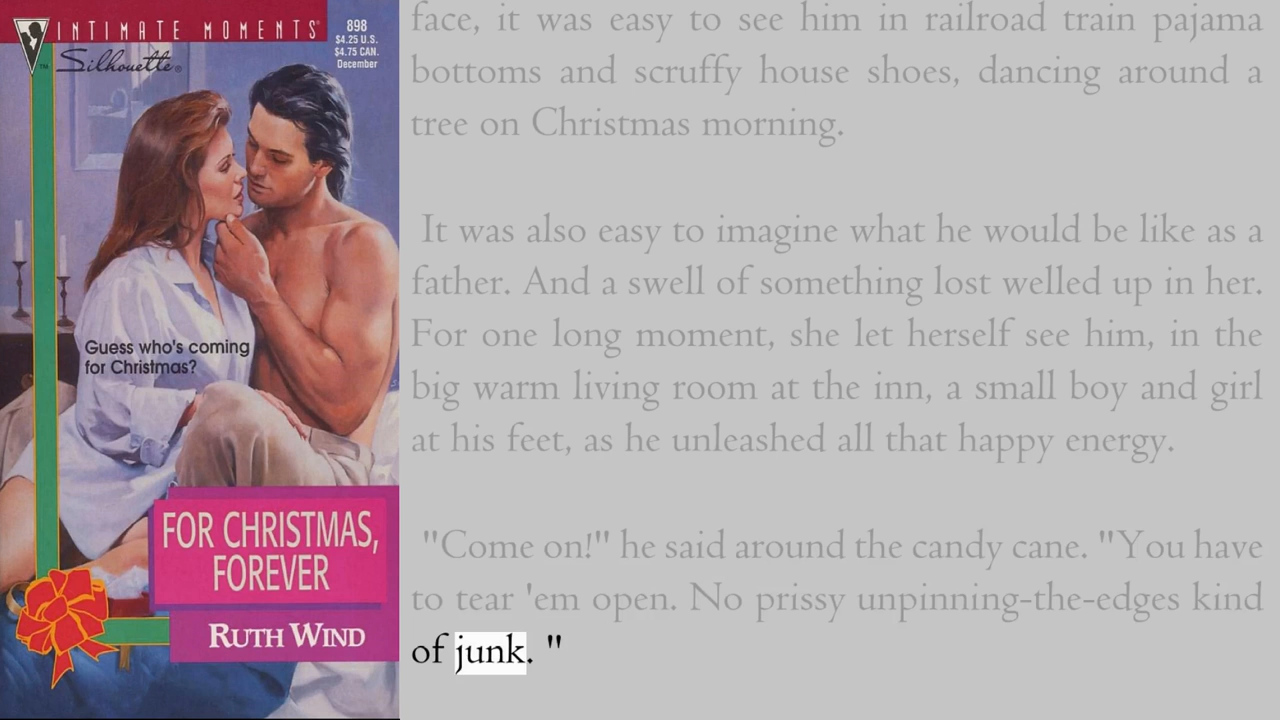 INTIMATE MOMENTS®
898
$4.25 U.S.
$4.75 CAN.
December
™ Silhouette®
Guess who's coming
for Christmas?
FOR CHRISTMAS,
FOREVER
RUTH WIND
face, it was easy to see him in railroad train pajama
bottoms and scruffy house shoes, dancing around a
tree on Christmas morning.
It was also easy to imagine what he would be like as a
father. And a swell of something lost welled up in her.
For one long moment, she let herself see him, in the
big warm living room at the inn, a small boy and girl
at his feet, as he unleashed all that happy energy.
"Come on!" he said around the candy cane. "You have
to tear 'em open. No prissy unpinning-the-edges kind
of junk. "